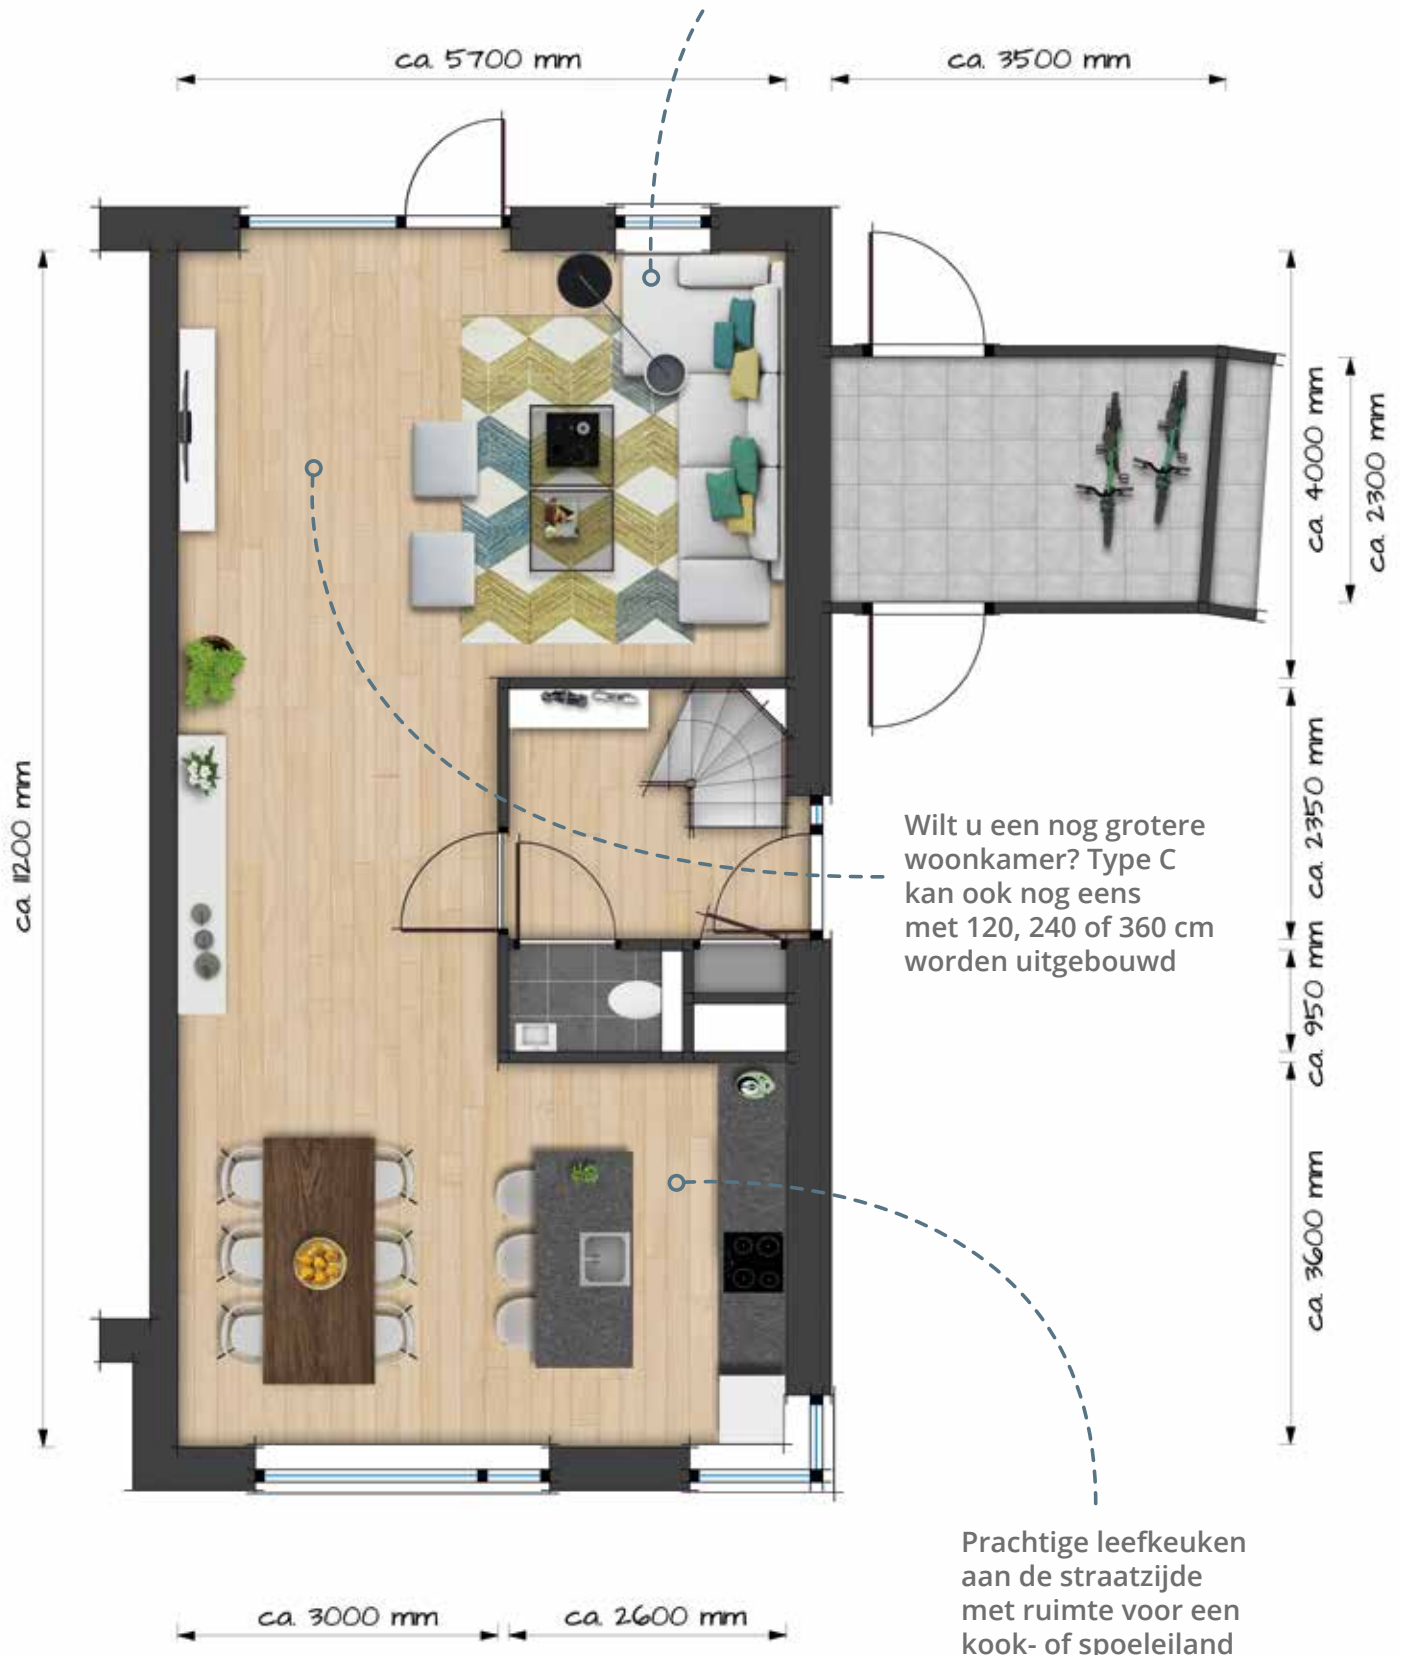 ca. 5700 mm
ca. 3500 mm
ca. 4000 mm
ca. 2300 mm
ca. 11200 mm
ca. 2350 mm
Wilt u een nog grotere
woonkamer? Type C
kan ook nog eens
met 120, 240 of 360 cm
worden uitgebouwd
ca. 950 mm
ca. 3600 mm
Prachtige leefkeuken
aan de straatzijde
met ruimte voor een
kook- of spoeleiland
ca. 3000 mm
ca. 2600 mm